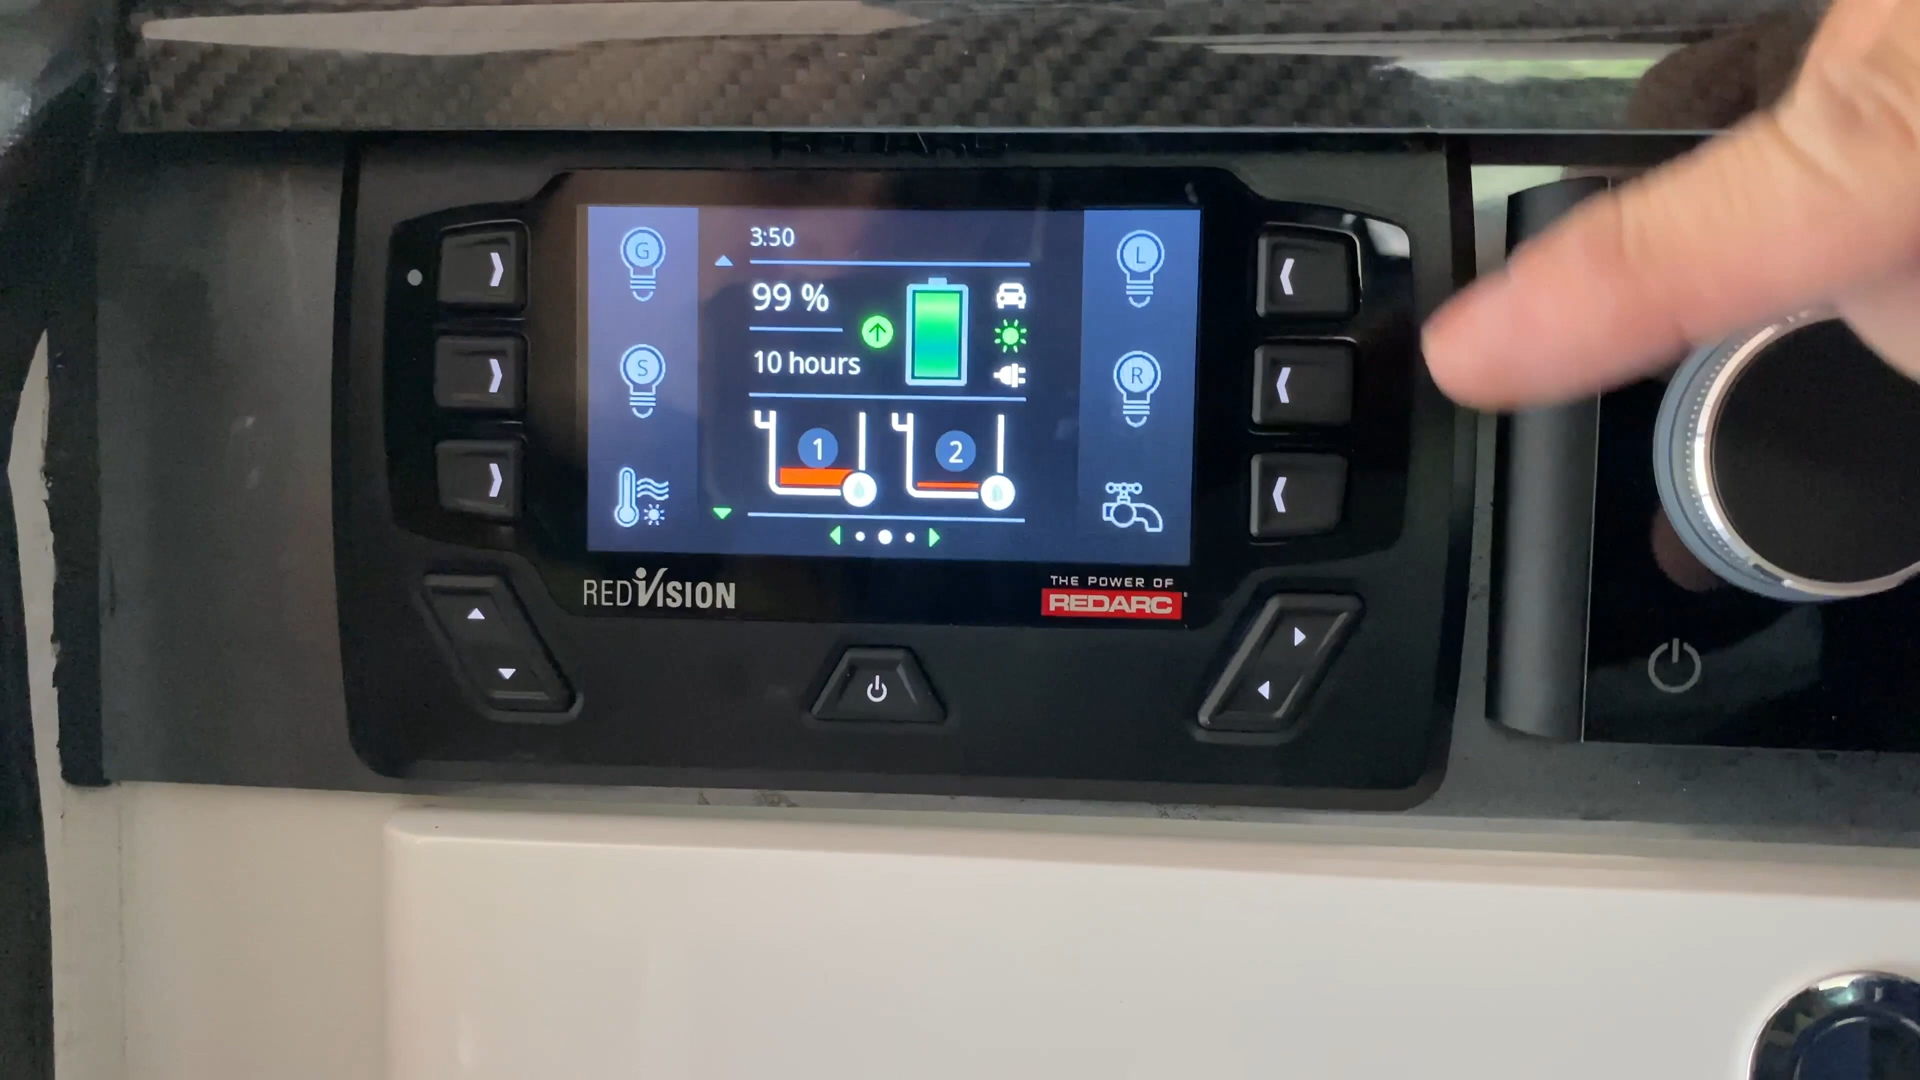 G
S
3:50
99 %
10 hours
1
2
L
R
REDVISION
THE POWER OF
REDARC